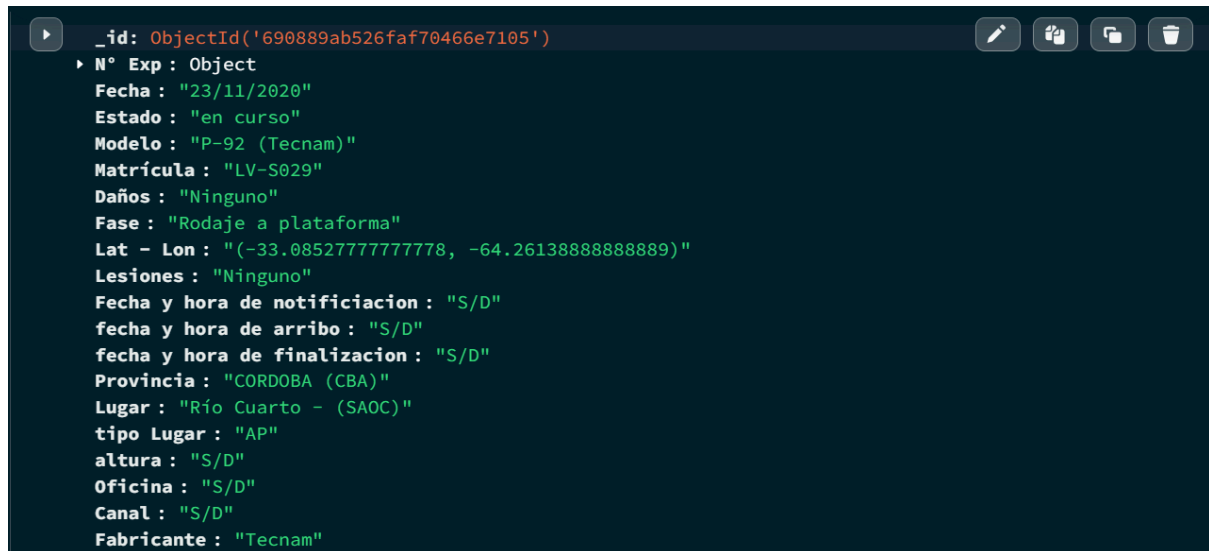 _id: ObjectId('690889ab526faf70466e7105')
N° Exp : Object
Fecha : "23/11/2020"
Estado : "en curso"
Modelo : "P-92 (Tecnam)"
Matrícula : "LV-S029"
Daños : "Ninguno"
Fase : "Rodaje a plataforma"
Lat - Lon : "(-33.08527777777778, -64.26138888888889)"
Lesiones : "Ninguno"
Fecha y hora de notificiacion : "S/D"
fecha y hora de arribo : "S/D"
fecha y hora de finalizacion : "S/D"
Provincia : "CORDOBA (CBA)"
Lugar : "Río Cuarto - (SAOC)"
tipo Lugar : "AP"
altura : "S/D"
Oficina : "S/D"
Canal : "S/D"
Fabricante : "Tecnam"